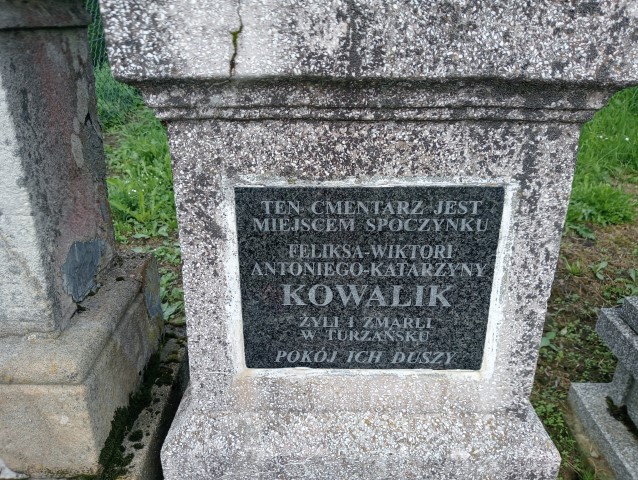 TEN CMENTARZ JEST
MIEJSCEM SPOCZYNKU
FELIKSA-WIKTORI
ANTONIEGO-KATARZYNY
KOWALIK
ŻYLI I ZMARLI
W TURZAŃSKU
POKÓJ ICH DUSZY